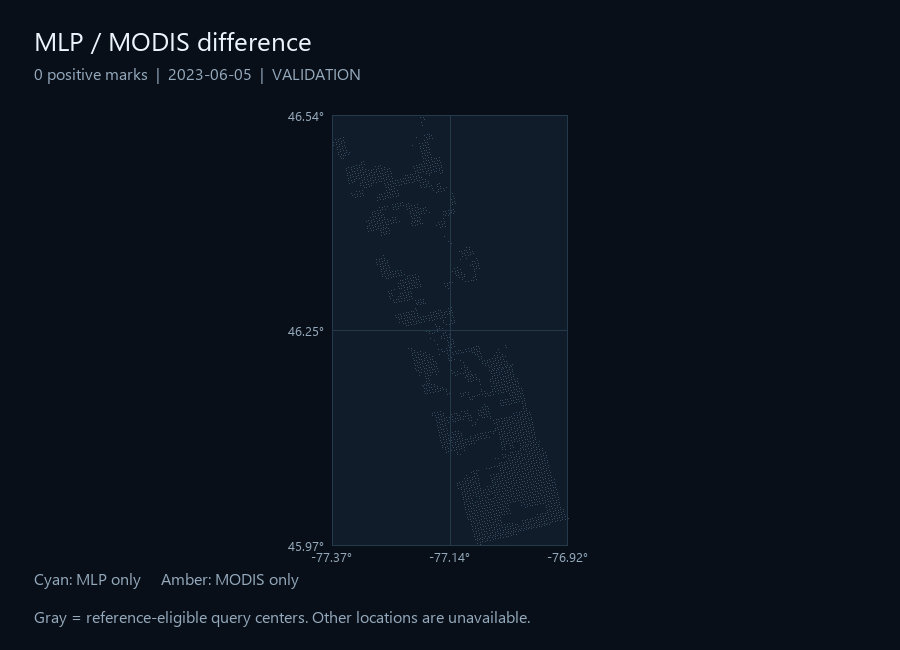 MLP / MODIS difference
0 positive marks | 2023-06-05 | VALIDATION
46.54°
46.25°
45.97°
-77.37° -77.14° -76.92°
Cyan: MLP only Amber: MODIS only
Gray = reference-eligible query centers. Other locations are unavailable.